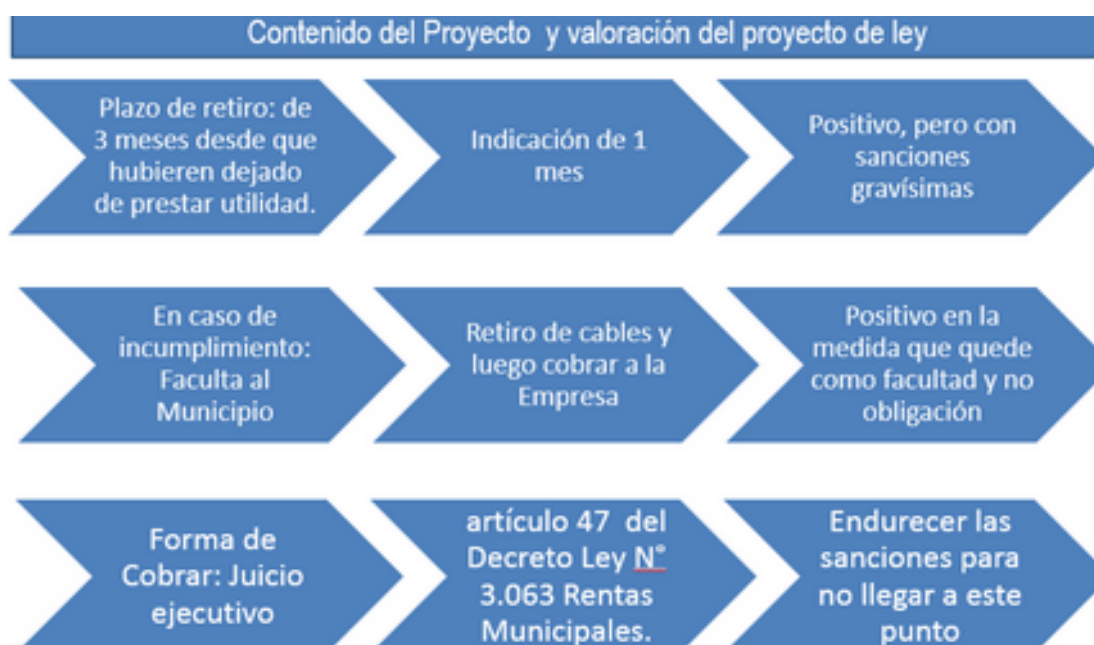 Contenido del Proyecto y valoración del proyecto de ley
Plazo de retiro: de
3 meses desde que
hubieren dejado
de prestar utilidad.
Indicación de 1
mes
Positivo, pero con
sanciones
gravísimas
En caso de
incumplimiento:
Faculta al
Municipio
Retiro de cables y
luego cobrar a la
Empresa
Positivo en la
medida que quede
como facultad y no
obligación
Forma de
Cobrar: Juicio
ejecutivo
artículo 47 del
Decreto Ley N°
3.063 Rentas
Municipales.
Endurecer las
sanciones para
no llegar a este
punto